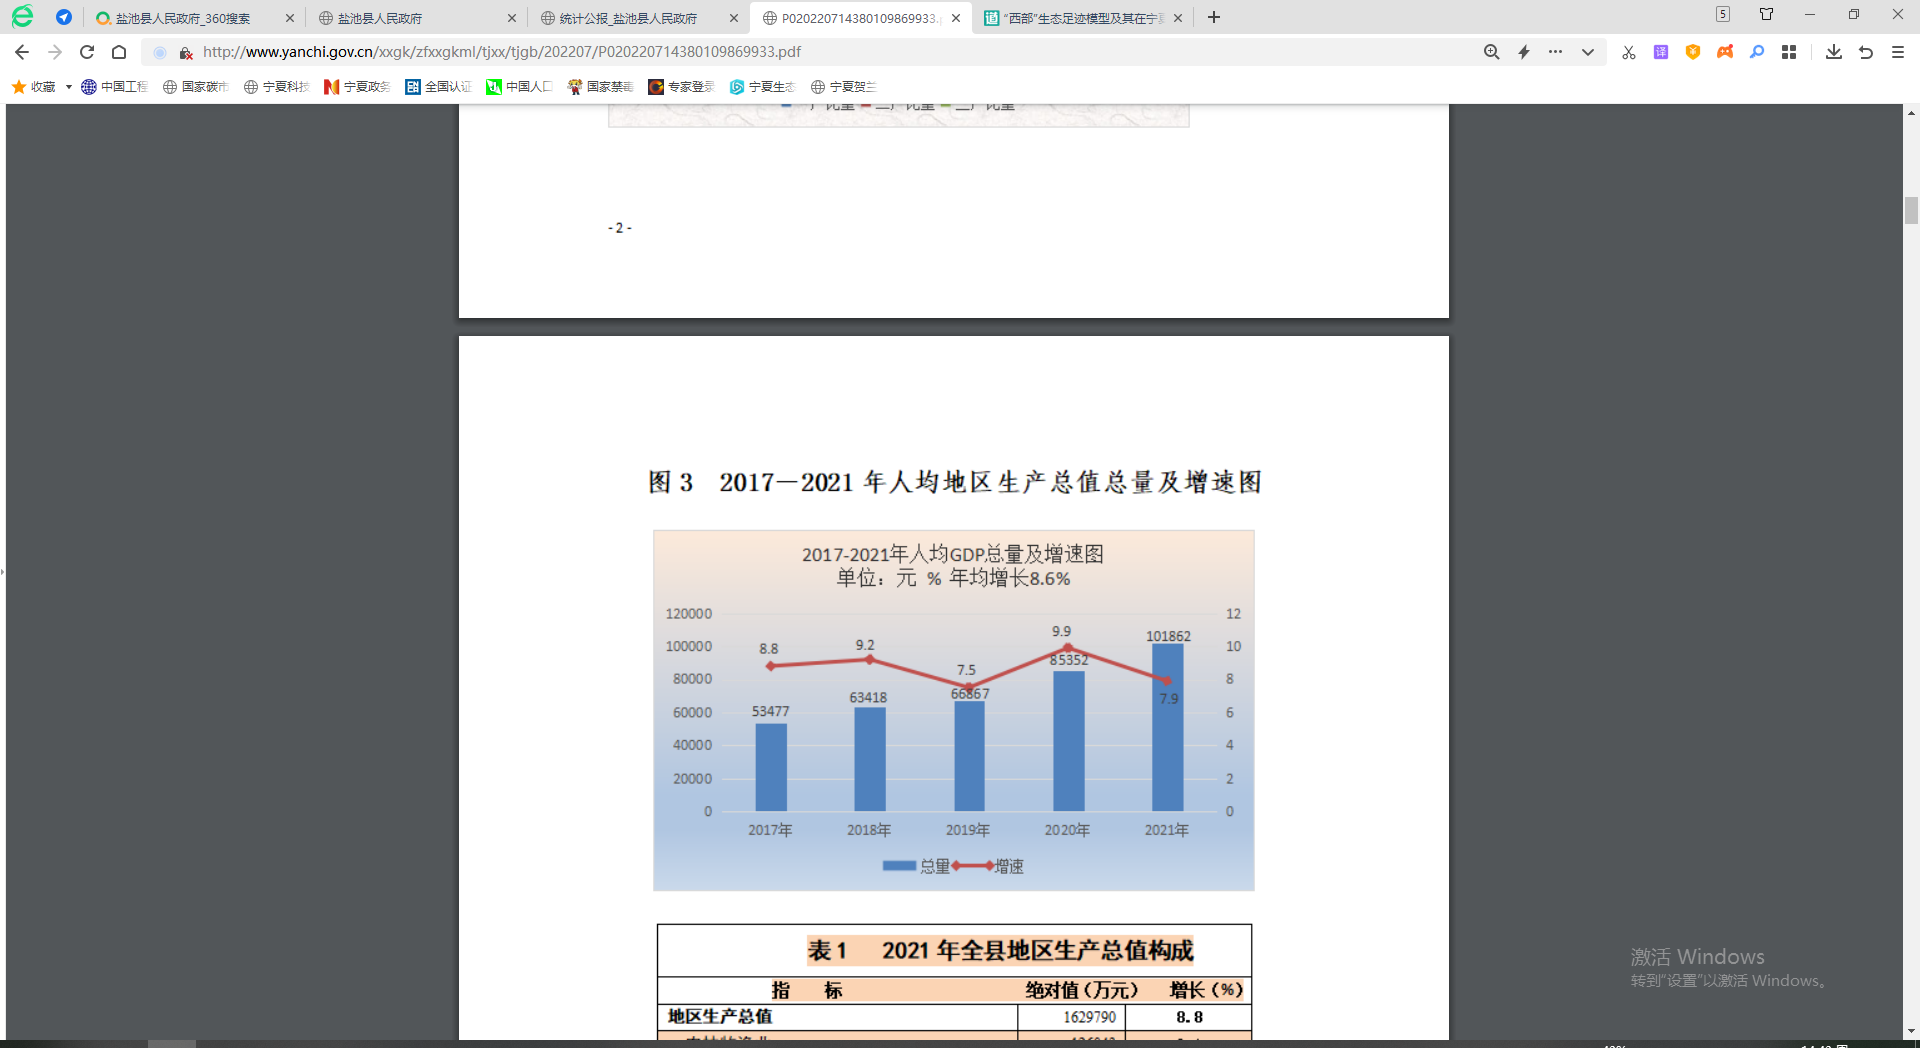 盐池县人民政府_360搜索
盐池县人民政府
统计公报_盐池县人民政府
P020220714380109869933.
"西部"生态足迹模型及其在宁夏
5
http://www.yanchi.gov.cn/xxgk/zfxxgkml/tjxx/tjgb/202207/P020220714380109869933.pdf
译
收藏
中国工程
国家碳市
宁夏科技
宁夏政务
全国认证
中国人口
国家禁毒
专家登录
宁夏生态
宁夏贺兰
-2-
图3 2017—2021年人均地区生产总值总量及增速图
2017-2021年人均GDP总量及增速图
单位：元 % 年均增长8.6%
120000
100000
80000
60000
40000
20000
0
12
10
8
6
4
2
0
8.8
9.2
7.5
9.9
7.9
53477
63418
66867
85352
101862
2017年
2018年
2019年
2020年
2021年
总量
增速
表1 2021年全县地区生产总值构成
指 标 绝对值（万元） 增长（%）
地区生产总值 1629790 8.8
激活 Windows
转到"设置"以激活 Windows。